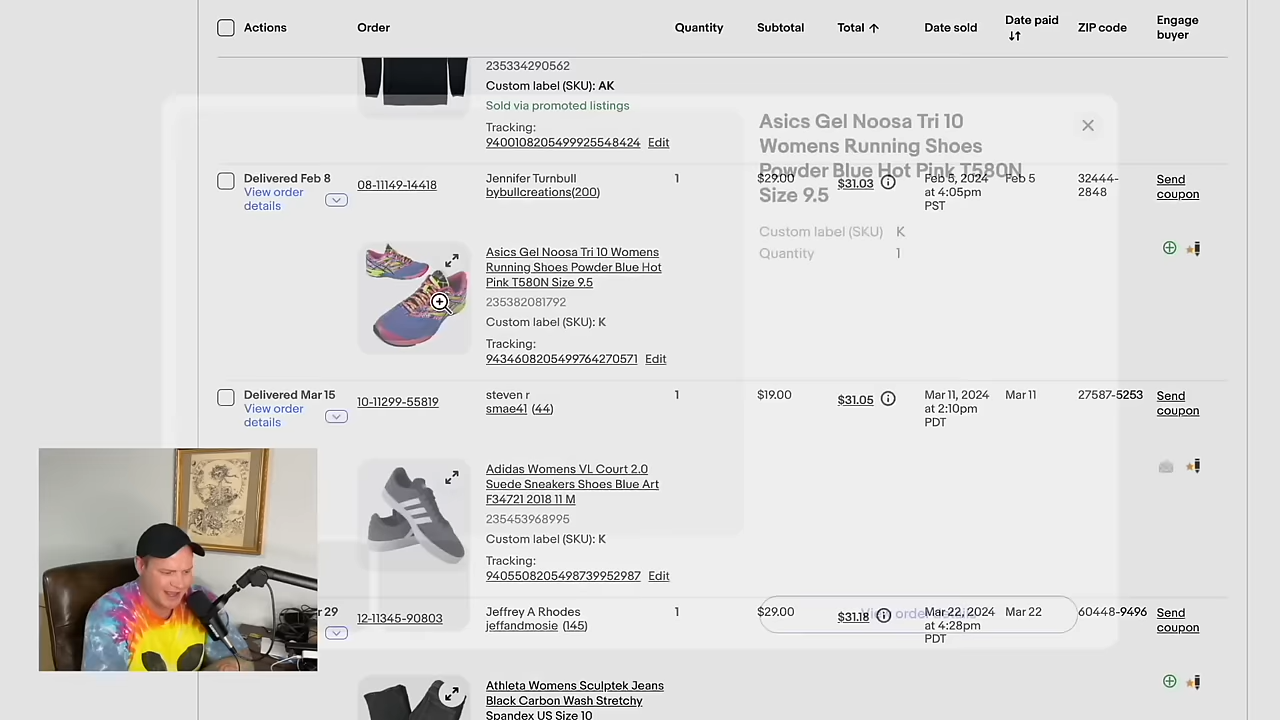 Actions Order Quantity Subtotal Total ↑ Date sold Date paid ↓↑ ZIP code Engage buyer
235334290562
Custom label (SKU): AK
Sold via promoted listings
Tracking:
9400108205499925548424 Edit
Asics Gel Noosa Tri 10
Womens Running Shoes
Powder Blue Hot Pink T580N
Size 9.5
Custom label (SKU) K
Quantity 1
Delivered Feb 8
View order
details
08-11149-14418
Jennifer Turnbull
bybullcreations(200)
1
$29.00
$31.03
Feb 5, 2024
at 4:05pm
PST
Feb 5
32444-
2848
Send
coupon
Asics Gel Noosa Tri 10 Womens
Running Shoes Powder Blue Hot
Pink T580N Size 9.5
235382081792
Custom label (SKU): K
Tracking:
9434608205499764270571 Edit
Delivered Mar 15
View order
details
10-11299-55819
steven r
smae41 (44)
1
$19.00
$31.05
Mar 11, 2024
at 2:10pm
PDT
Mar 11
27587-5253
Send
coupon
Adidas Womens VL Court 2.0
Suede Sneakers Shoes Blue Art
F34721 2018 11 M
235453968995
Custom label (SKU): K
Tracking:
9405508205498739952987 Edit
29
12-11345-90803
Jeffrey A Rhodes
jeffandmosie (145)
1
$29.00
$31.18
View order details
Mar 22, 2024
at 4:28pm
PDT
Mar 22
60448-9496
Send
coupon
Athleta Womens Sculptek Jeans
Black Carbon Wash Stretchy
Spandex US Size 10